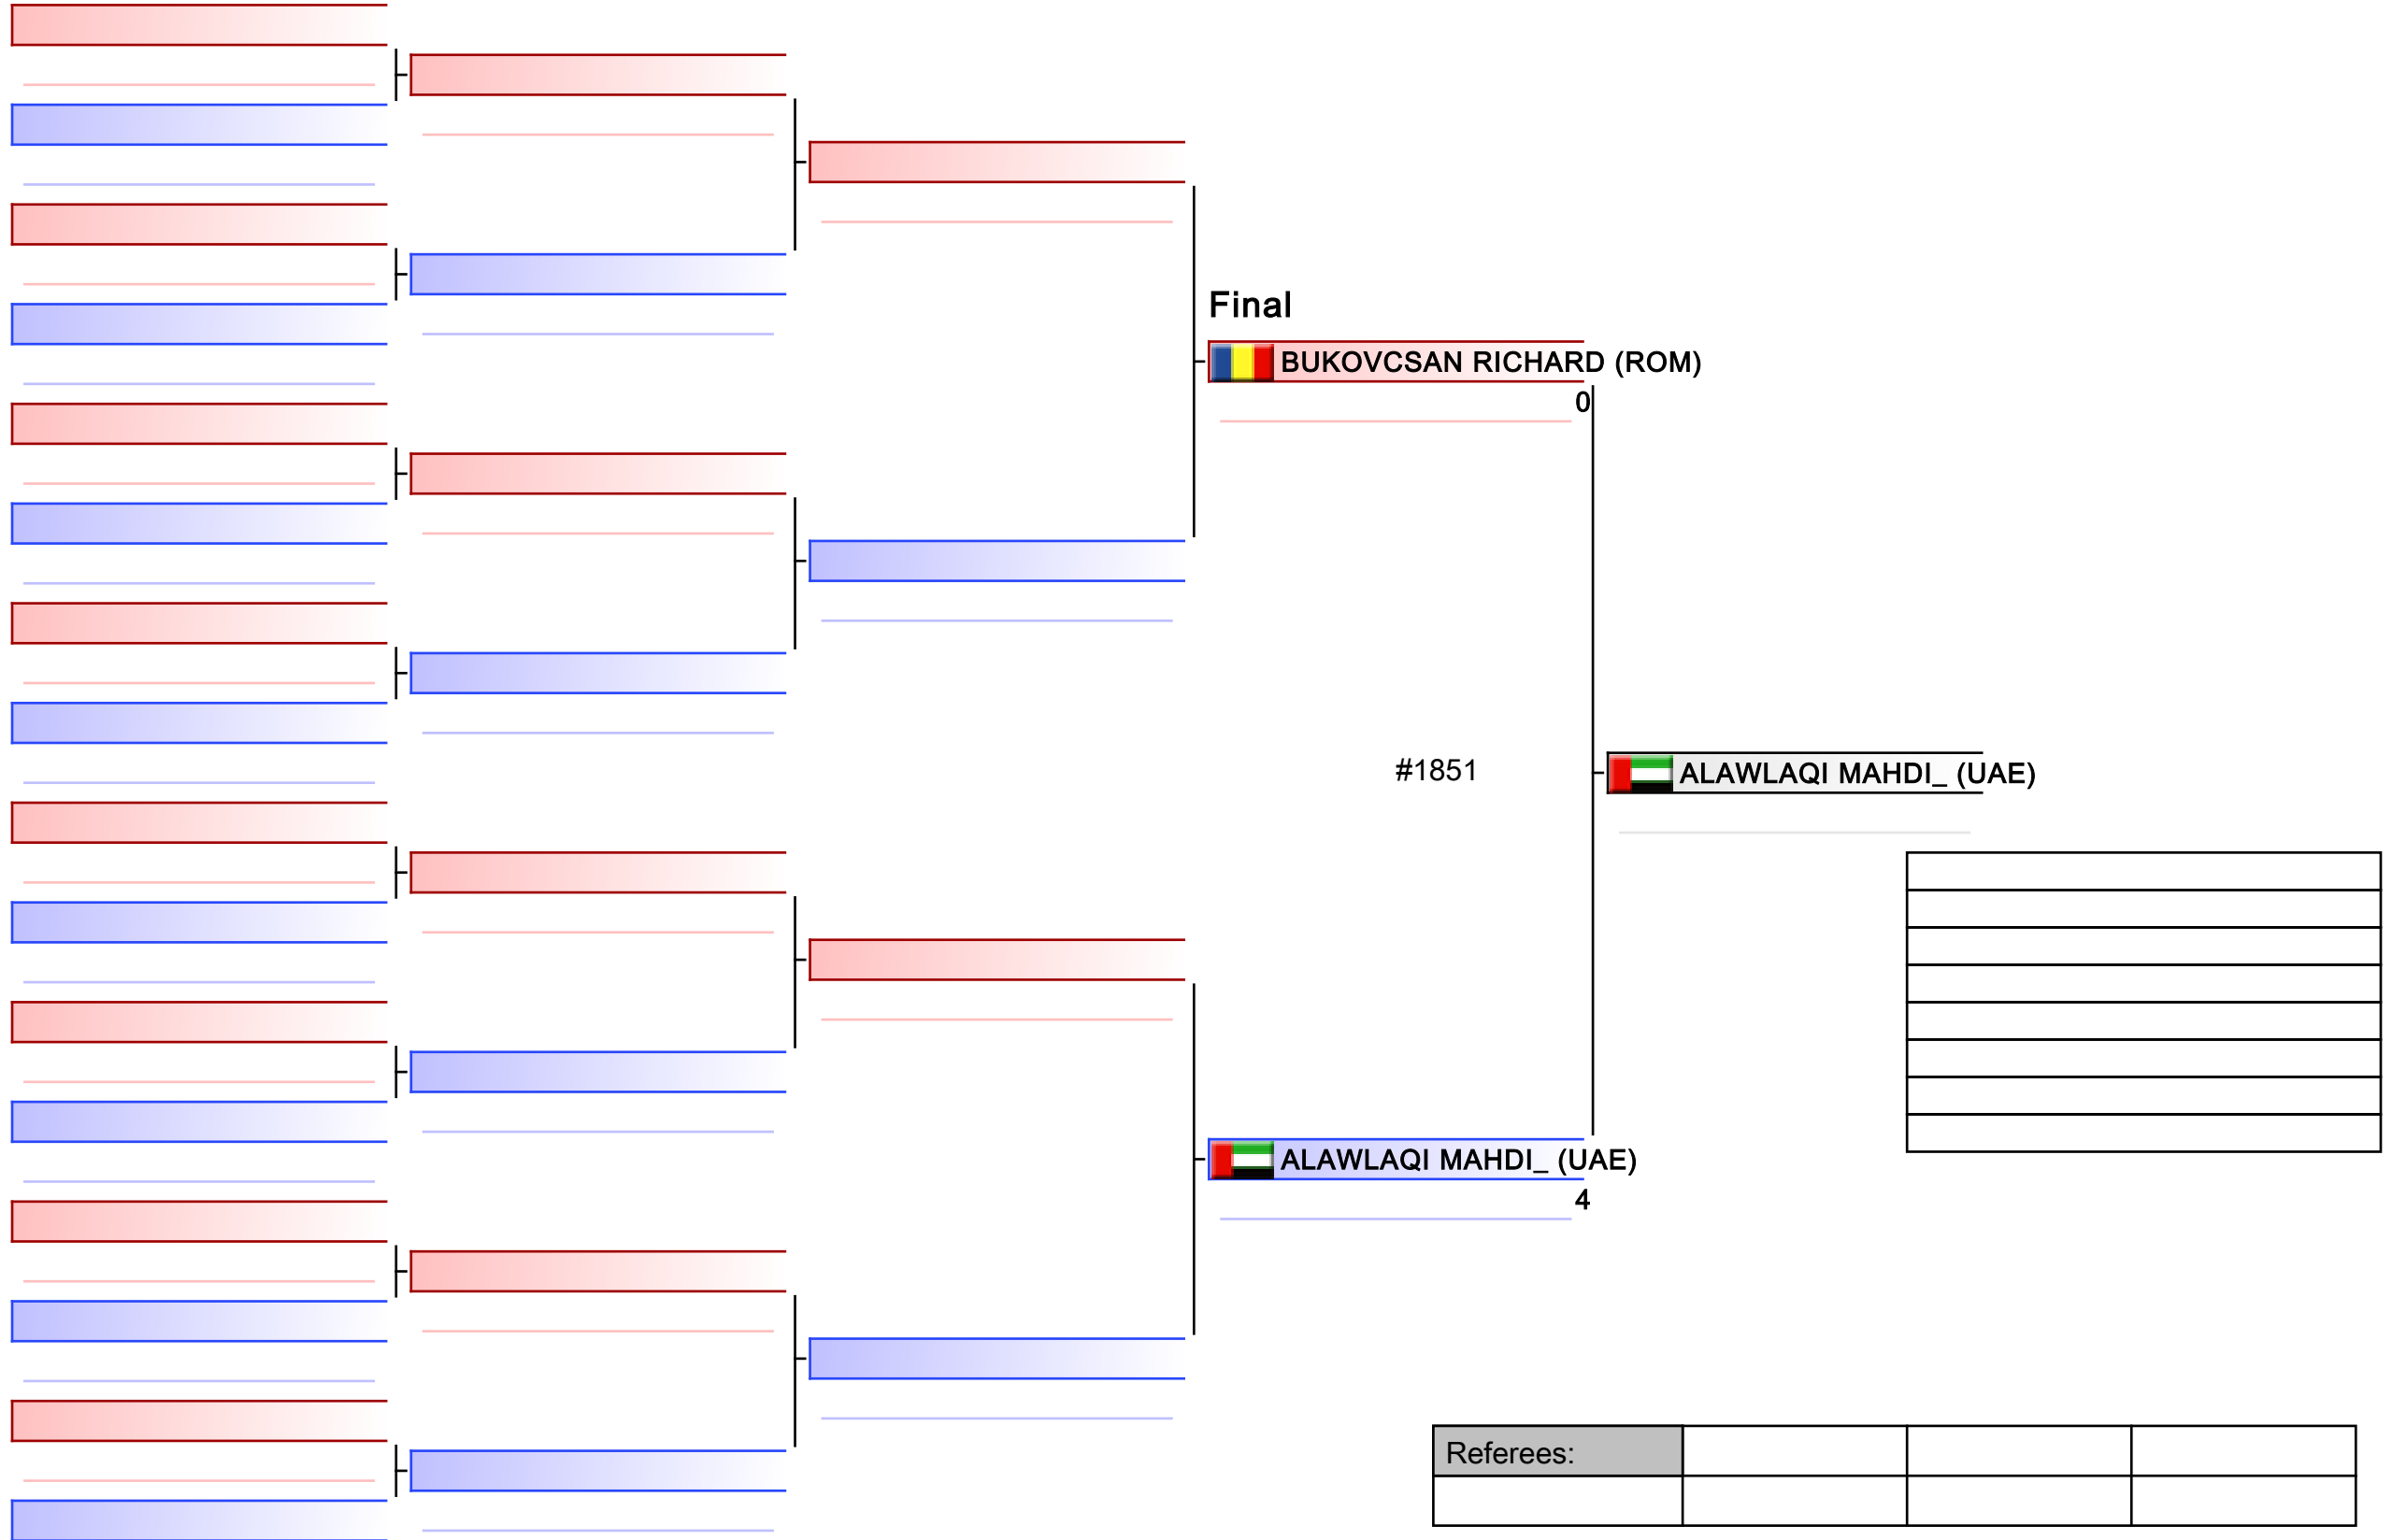 Final
BUKOVCSAN RICHARD (ROM)
0
#1851
ALAWLAQI MAHDI_ (UAE)
ALAWLAQI MAHDI_ (UAE)
4
Referees: